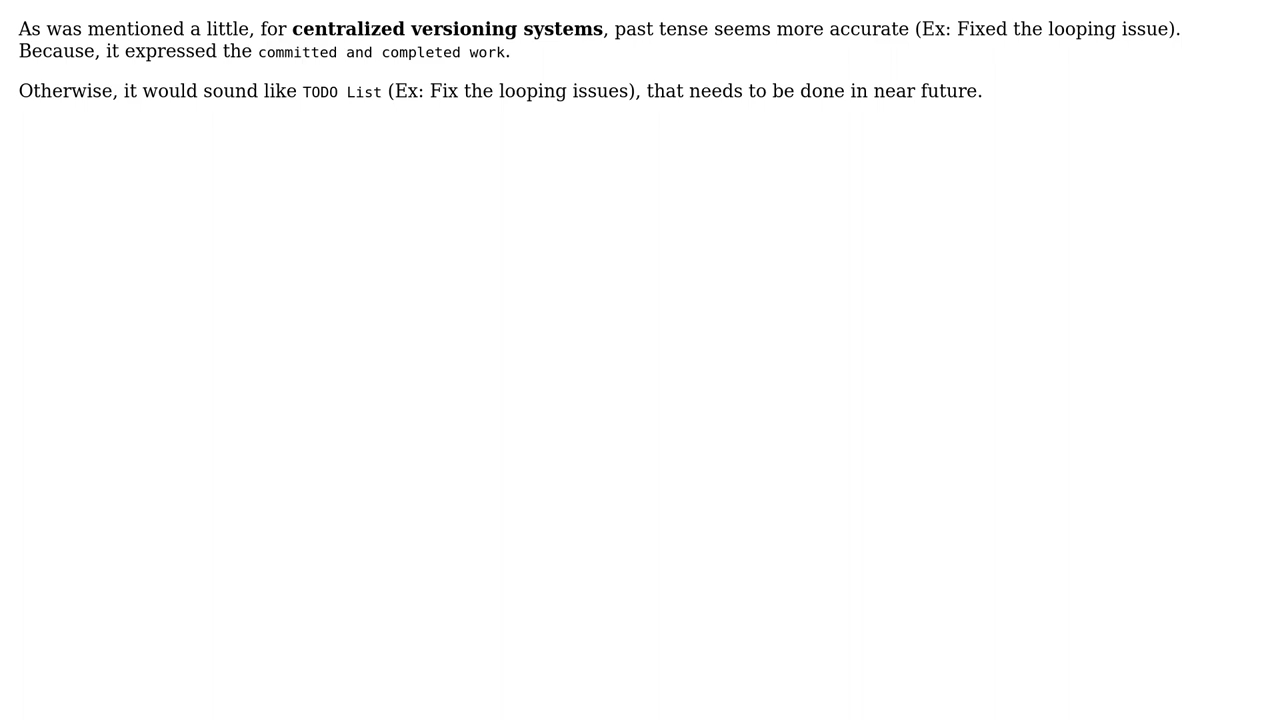 As was mentioned a little, for centralized versioning systems, past tense seems more accurate (Ex: Fixed the looping issue).
Because, it expressed the committed and completed work.
Otherwise, it would sound like TODO List (Ex: Fix the looping issues), that needs to be done in near future.